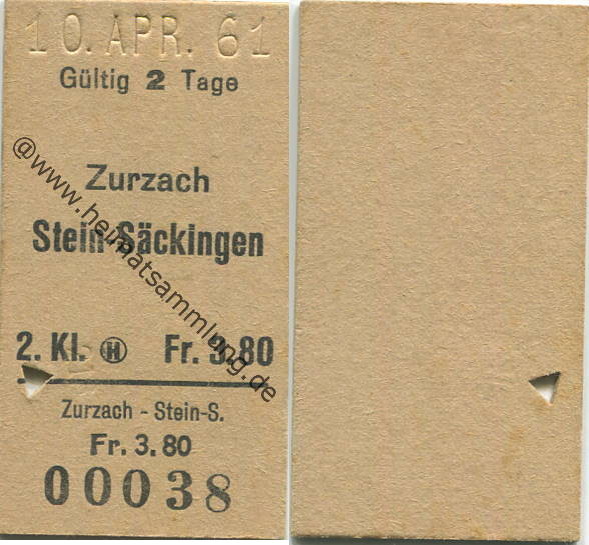 10. APR. 61
Gültig 2 Tage
Zurzach
Stein-Säckingen
2. Kl. H Fr. 3.80
Zurzach - Stein-S.
Fr. 3.80
00038
@www.heimatsammlung.de